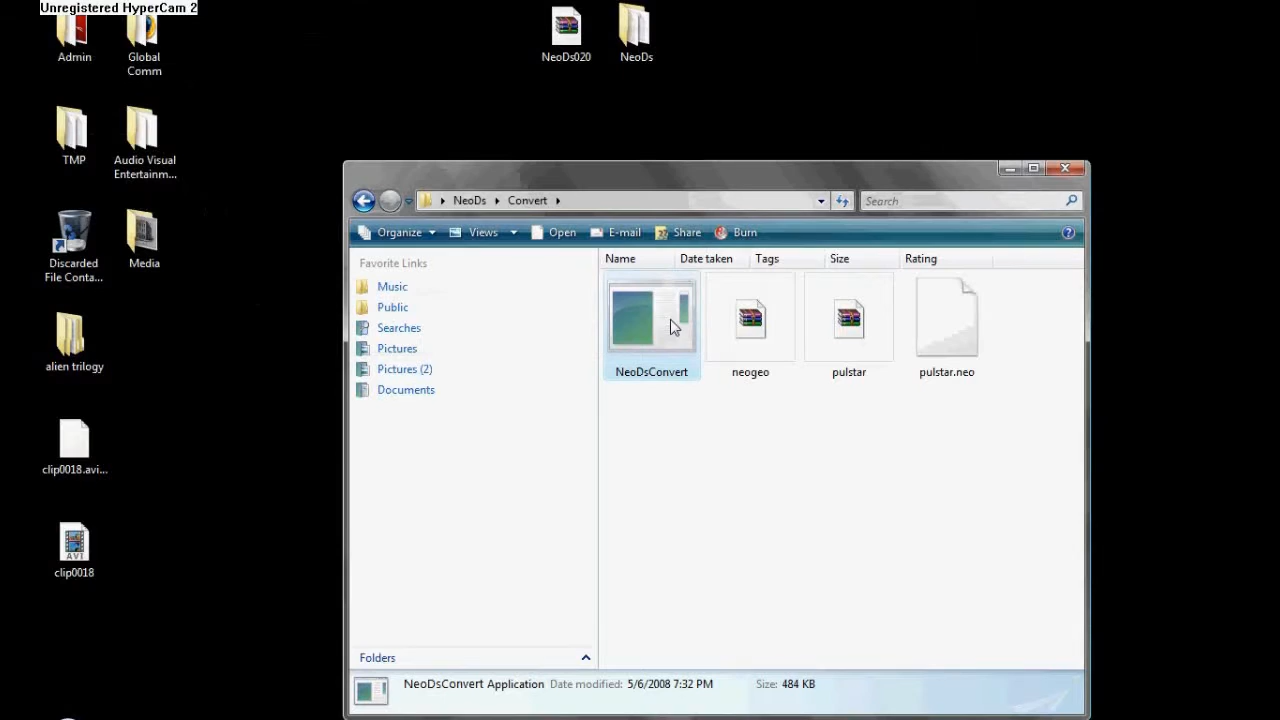 Unregistered HyperCam 2
Admin
Global
Comm
NeoDs020
NeoDs
TMP
Audio Visual
Entertainm...
Discarded
File Conta...
Media
alien trilogy
clip0018.avi...
AVI
clip0018
NeoDs
Convert
Search
Organize
Views
Open
E-mail
Share
Burn
Favorite Links
Music
Public
Searches
Pictures
Pictures (2)
Documents
Folders
Name
Date taken
Tags
Size
Rating
NeoDsConvert
neogeo
pulstar
pulstar.neo
NeoDsConvert Application
Date modified: 5/6/2008 7:32 PM
Size: 484 KB